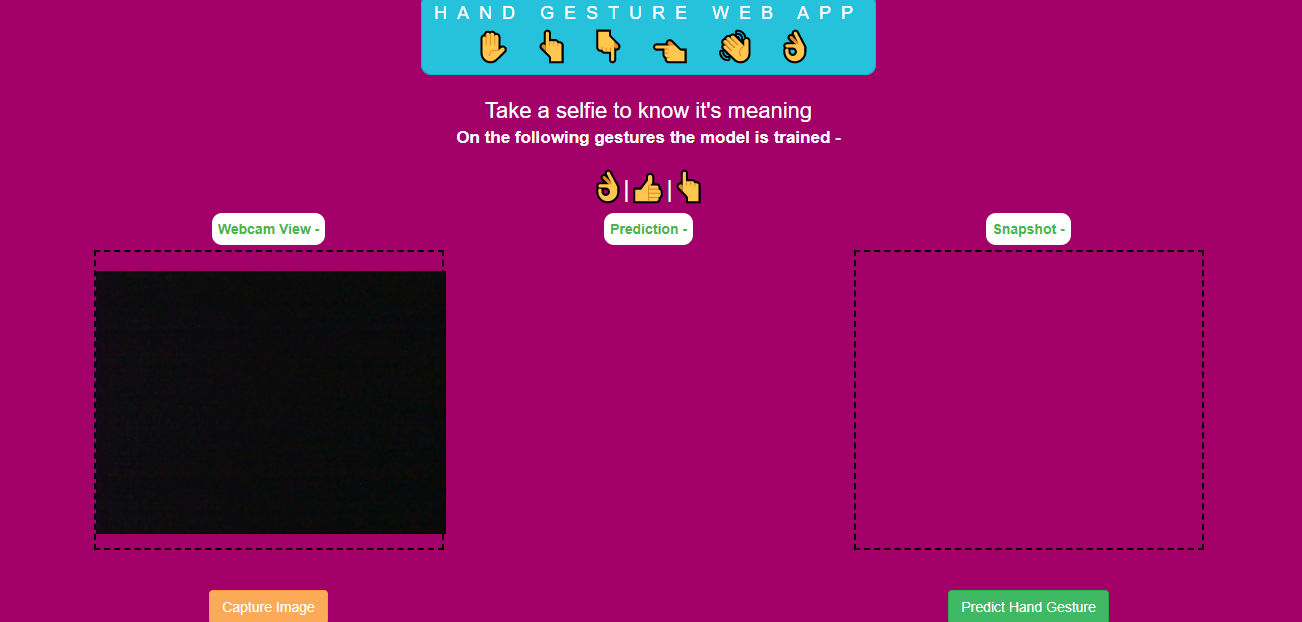 HAND GESTURE WEB APP
✋ 👆 👇 👈 👋 👌
Take a selfie to know it's meaning
On the following gestures the model is trained -
👌|👍|👆
Webcam View -
Prediction -
Snapshot -
Capture Image
Predict Hand Gesture